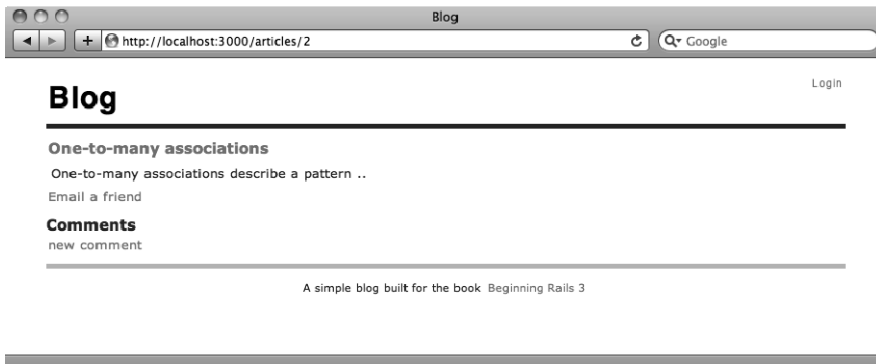 Blog
http://localhost:3000/articles/2
Google
Login
Blog
One-to-many associations
One-to-many associations describe a pattern ..
Email a friend
Comments
new comment
A simple blog built for the book Beginning Rails 3